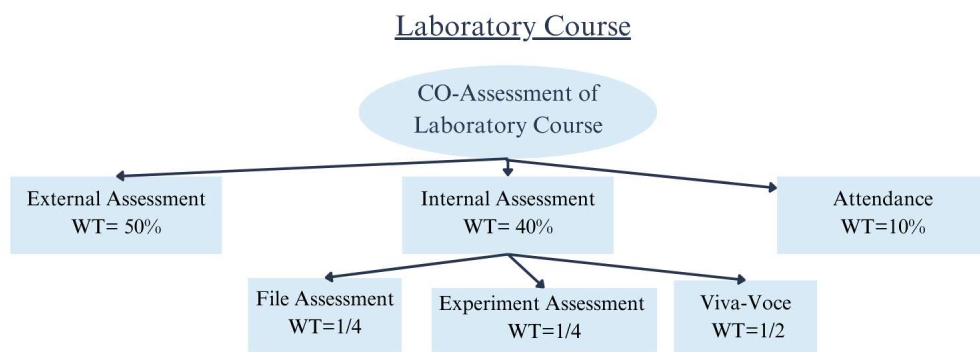 Laboratory Course
CO-Assessment of
Laboratory Course
External Assessment
WT= 50%
Internal Assessment
WT= 40%
Attendance
WT=10%
File Assessment
WT=1/4
Experiment Assessment
WT=1/4
Viva-Voce
WT=1/2